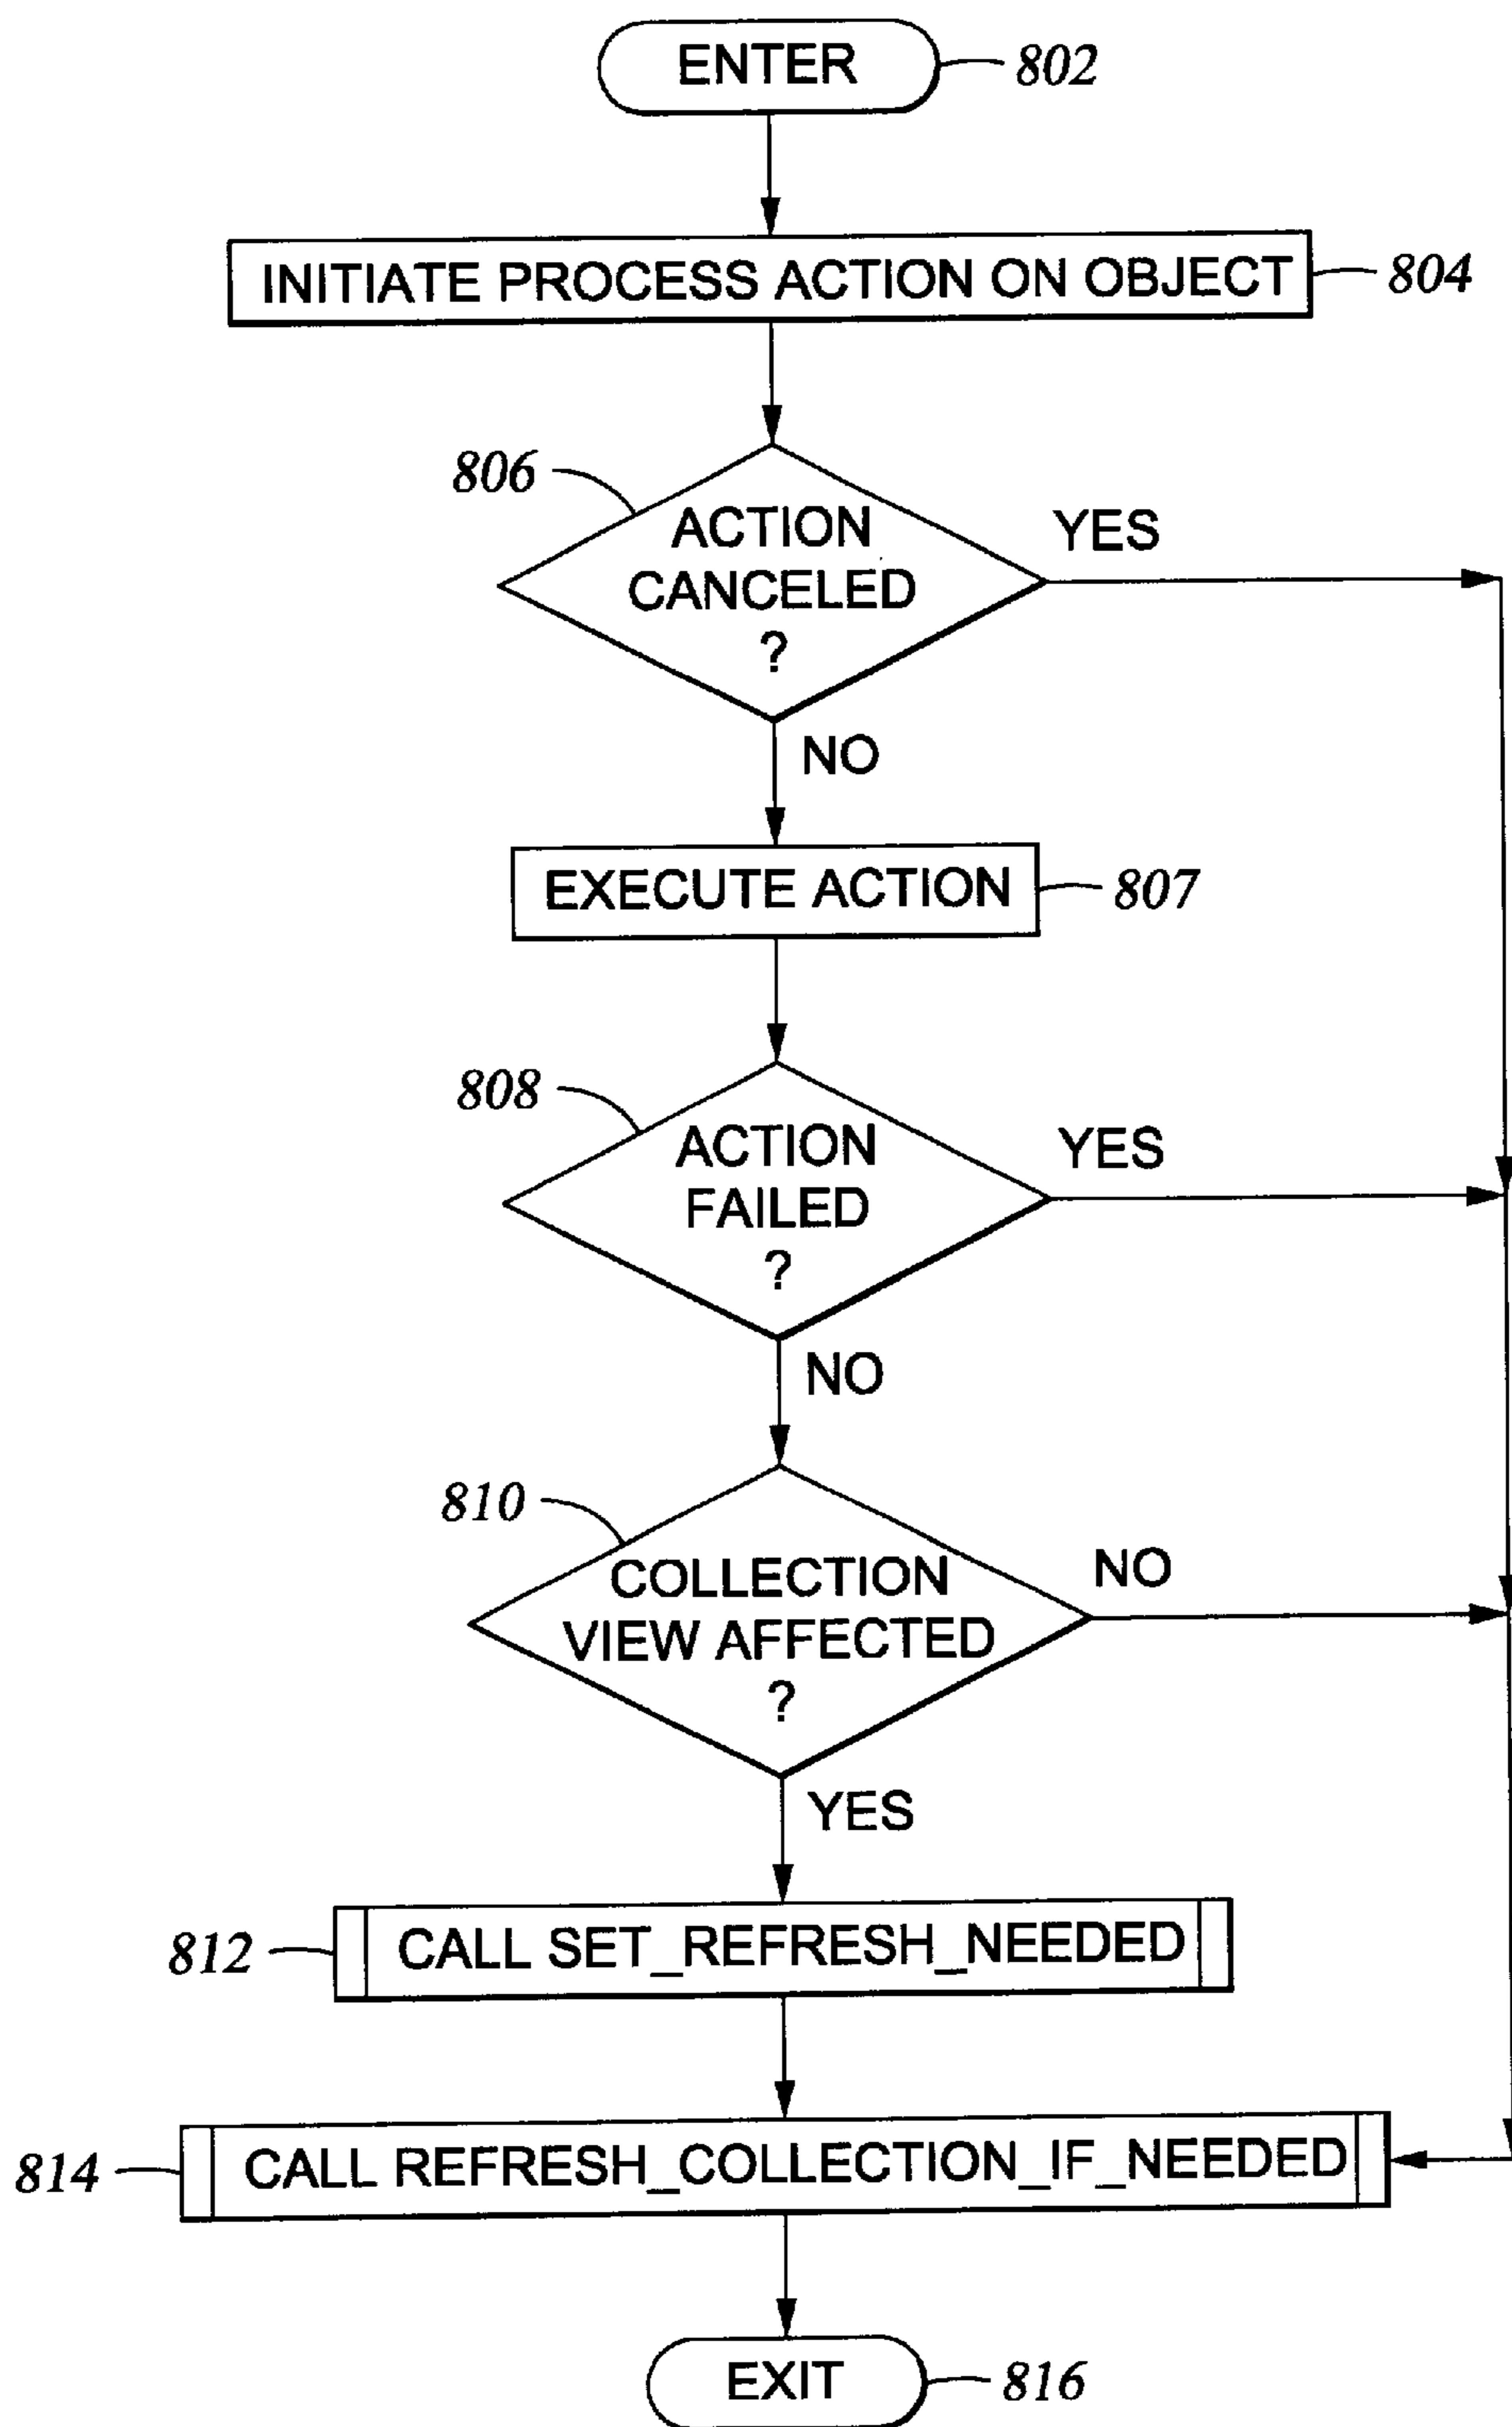 ENTER 802
INITIATE PROCESS ACTION ON OBJECT 804
806
ACTION
CANCELED
?
YES
NO
EXECUTE ACTION 807
808
ACTION
FAILED
?
YES
NO
810
COLLECTION
VIEW AFFECTED
?
NO
YES
812 CALL SET_REFRESH_NEEDED
814 CALL REFRESH_COLLECTION_IF_NEEDED
EXIT 816